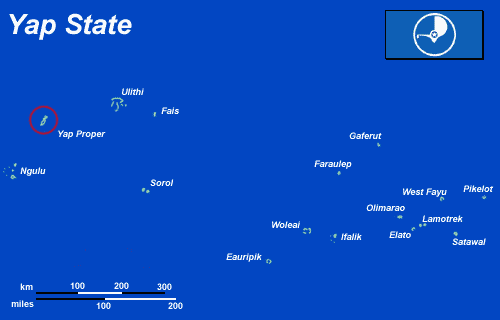 Yap State
Ulithi
Fais
Yap Proper
Gaferut
Ngulu
Faraulep
Sorol
West Fayu
Pikelot
Olimarao
Lamotrek
Woleai
Ifalik
Elato
Satawal
Eauripik
km 100 200 300
miles 100 200